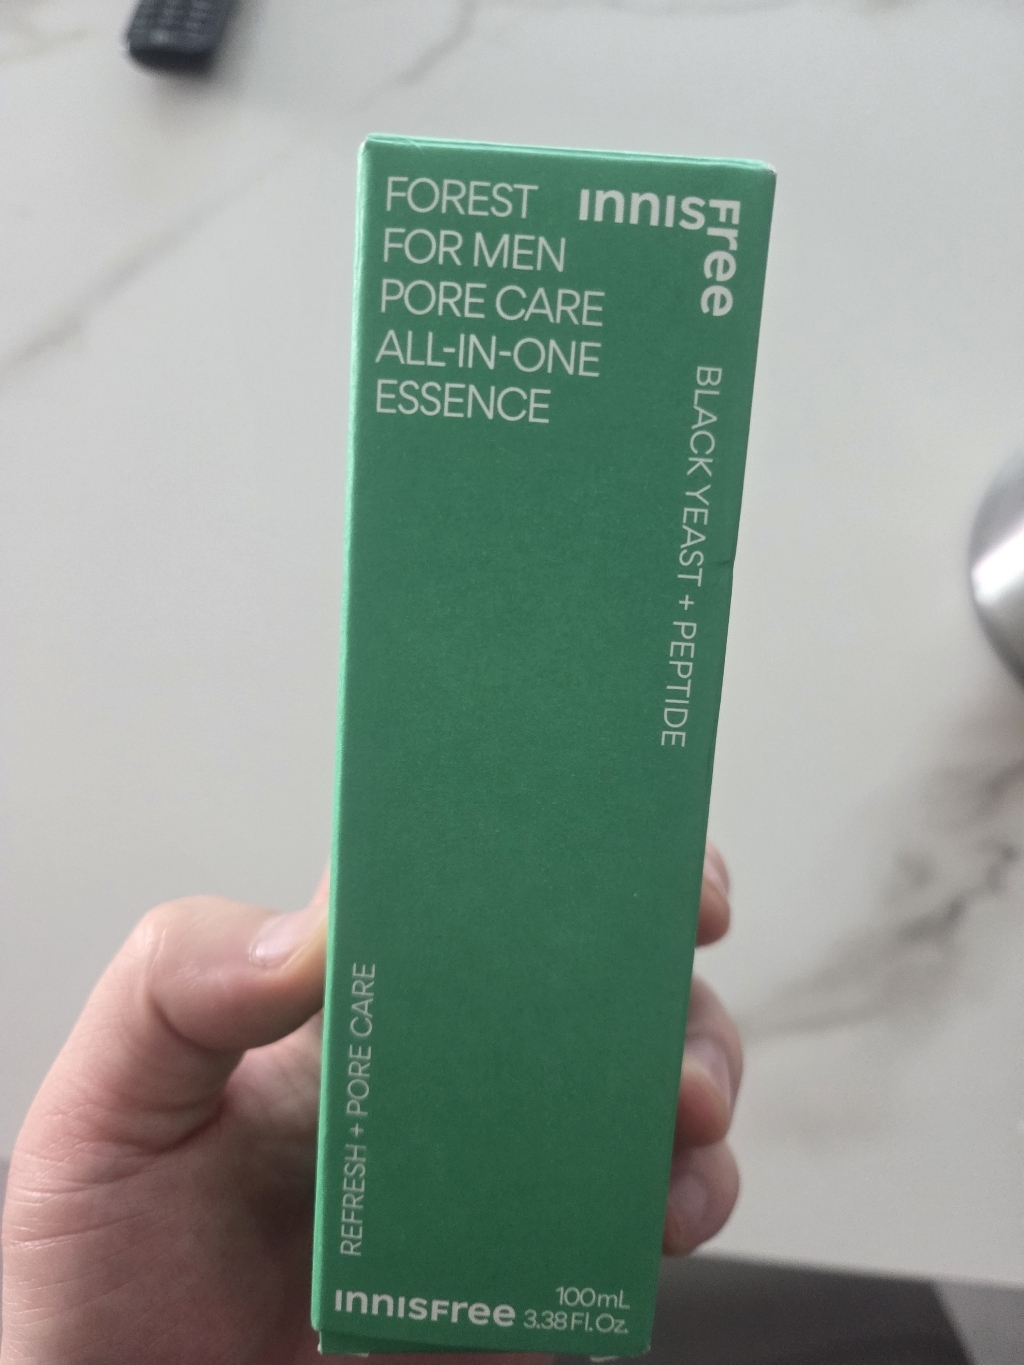 FOREST
FOR MEN
PORE CARE
ALL-IN-ONE
ESSENCE
innisfree
BLACK YEAST + PEPTIDE
REFRESH + PORE CARE
innisfree
100mL
3.38 Fl. Oz.